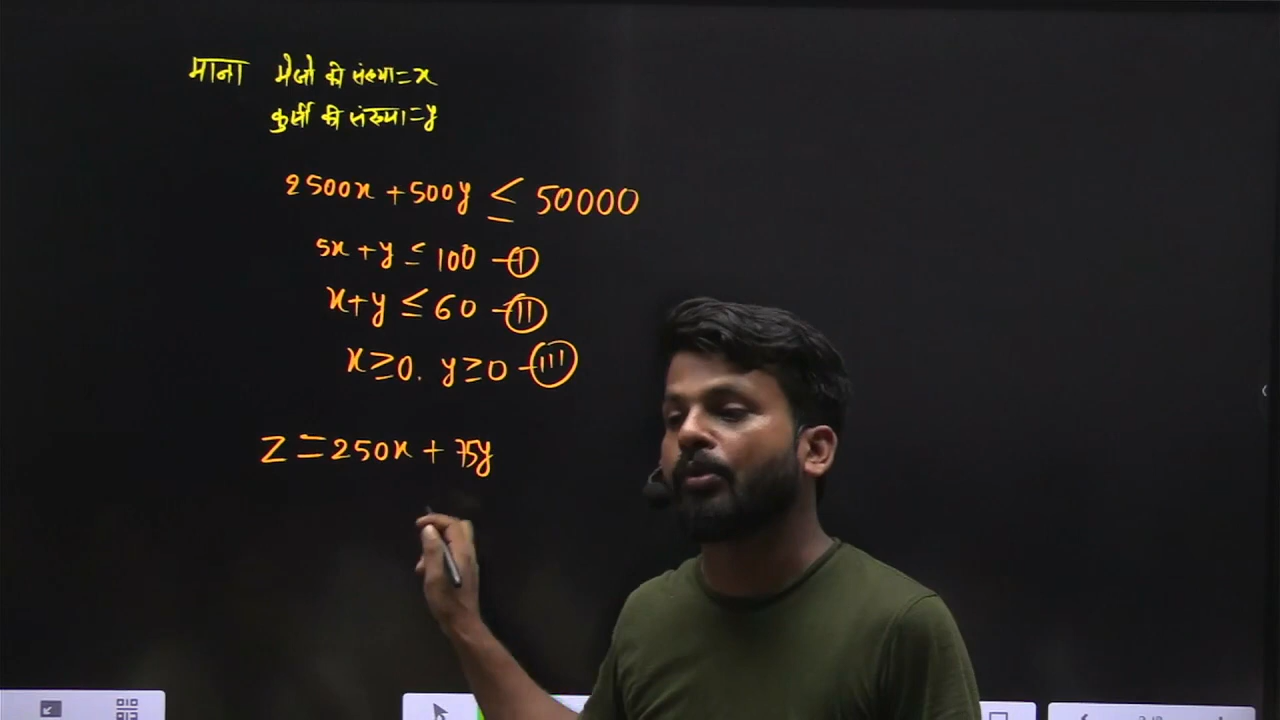 माना मेजो की संख्या = x
कुर्सी की संख्या = y
2500x + 500y ≤ 50000
5x + y ≤ 100 — I
x + y ≤ 60 — II
x ≥ 0, y ≥ 0 — III
Z = 250x + 75y